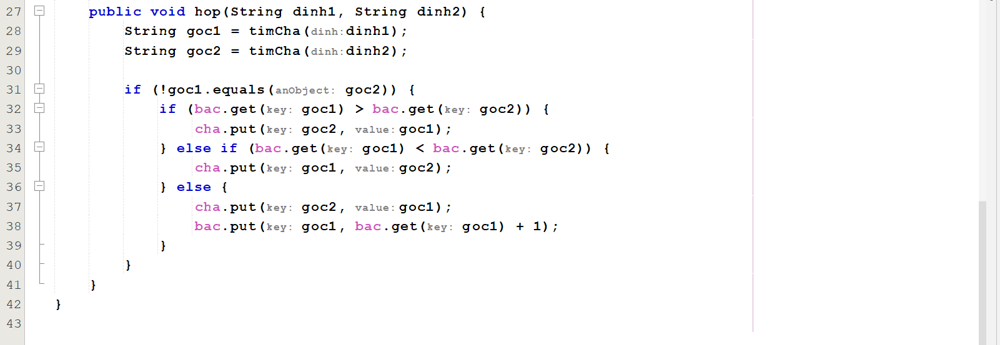 27 public void hop(String dinh1, String dinh2) {
28 String goc1 = timCha(dinh:dinh1);
29 String goc2 = timCha(dinh:dinh2);
30
31 if (!goc1.equals(anObject: goc2)) {
32 if (bac.get(key: goc1) > bac.get(key: goc2)) {
33 cha.put(key: goc2, value:goc1);
34 } else if (bac.get(key: goc1) < bac.get(key: goc2)) {
35 cha.put(key: goc1, value:goc2);
36 } else {
37 cha.put(key: goc2, value:goc1);
38 bac.put(key: goc1, bac.get(key: goc1) + 1);
39 }
40 }
41 }
42 }
43